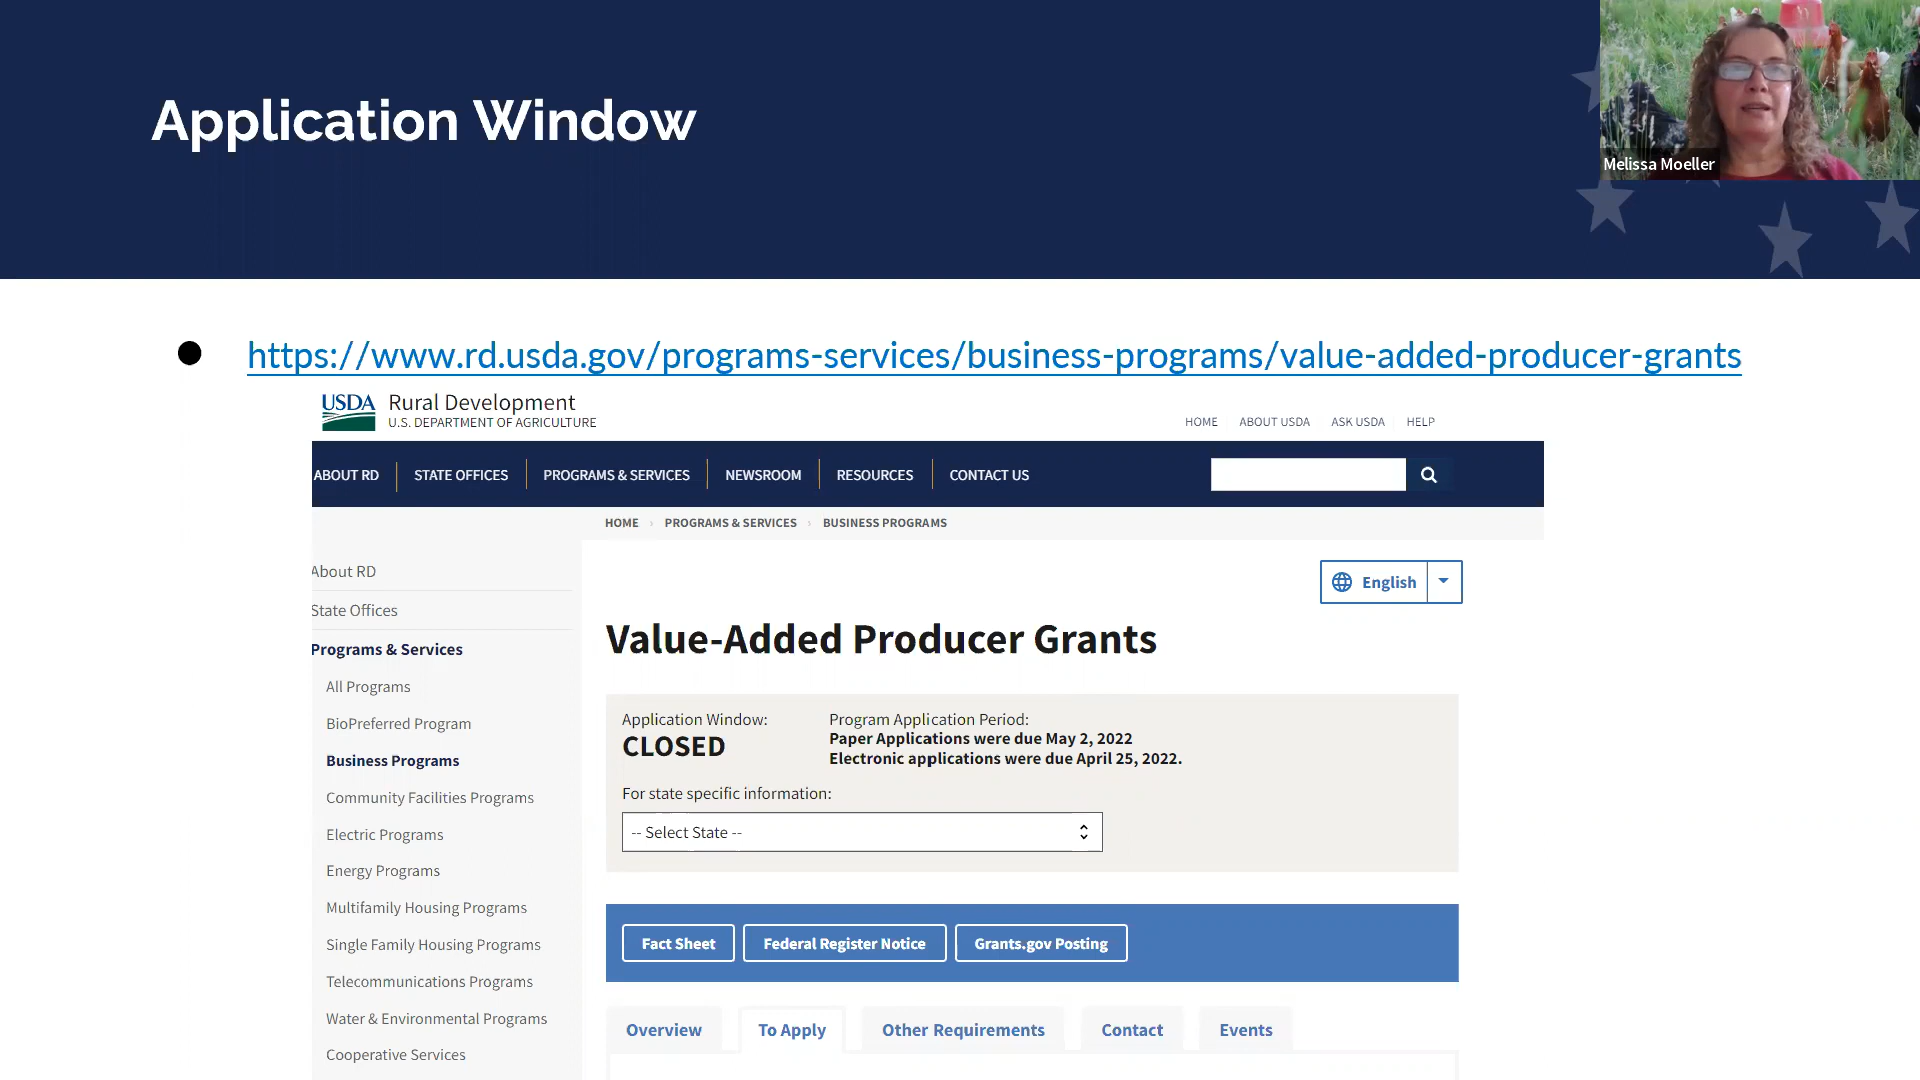 Application Window
Melissa Moeller
https://www.rd.usda.gov/programs-services/business-programs/value-added-producer-grants
USDA Rural Development
U.S. DEPARTMENT OF AGRICULTURE
HOME ABOUT USDA ASK USDA HELP
ABOUT RD STATE OFFICES PROGRAMS & SERVICES NEWSROOM RESOURCES CONTACT US
HOME › PROGRAMS & SERVICES › BUSINESS PROGRAMS
About RD
State Offices
Programs & Services
All Programs
BioPreferred Program
Business Programs
Community Facilities Programs
Electric Programs
Energy Programs
Multifamily Housing Programs
Single Family Housing Programs
Telecommunications Programs
Water & Environmental Programs
Cooperative Services
English
Value-Added Producer Grants
Application Window:
CLOSED
Program Application Period:
Paper Applications were due May 2, 2022
Electronic applications were due April 25, 2022.
For state specific information:
-- Select State --
Fact Sheet Federal Register Notice Grants.gov Posting
Overview To Apply Other Requirements Contact Events